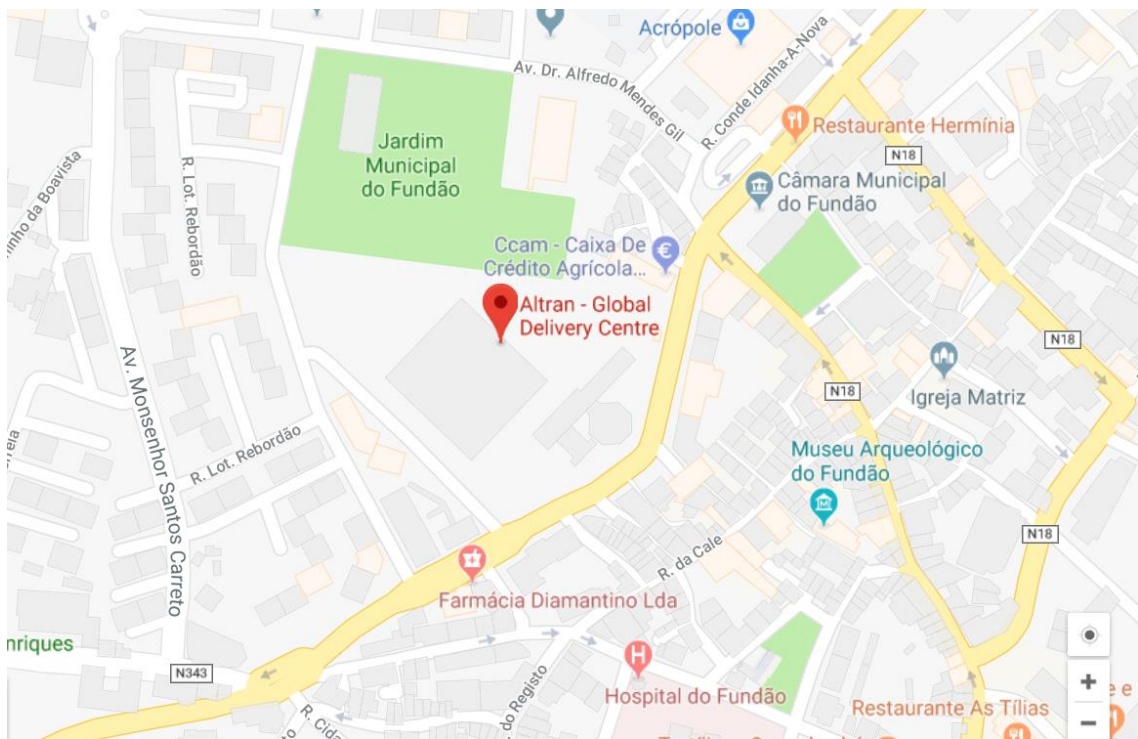 Acrópole
Av. Dr. Alfredo Mendes Gil
R. Conde Idanha-A-Nova
Restaurante Hermínia
N18
Jardim
Municipal
do Fundão
R. Lot. Rebordão
Câmara Municipal
do Fundão
Ccam - Caixa De
Crédito Agrícola...
€
Altran - Global
Delivery Centre
N18
Av. Monsenhor Santos Carreto
N18
Igreja Matriz
R. Lot. Rebordão
Museu Arqueológico
do Fundão
M
N18
R. da Cale
Farmácia Diamantino Lda
nriques
N343
H
Hospital do Fundão
do Registo
R. Cida
Restaurante As Tílias
e e
+
−